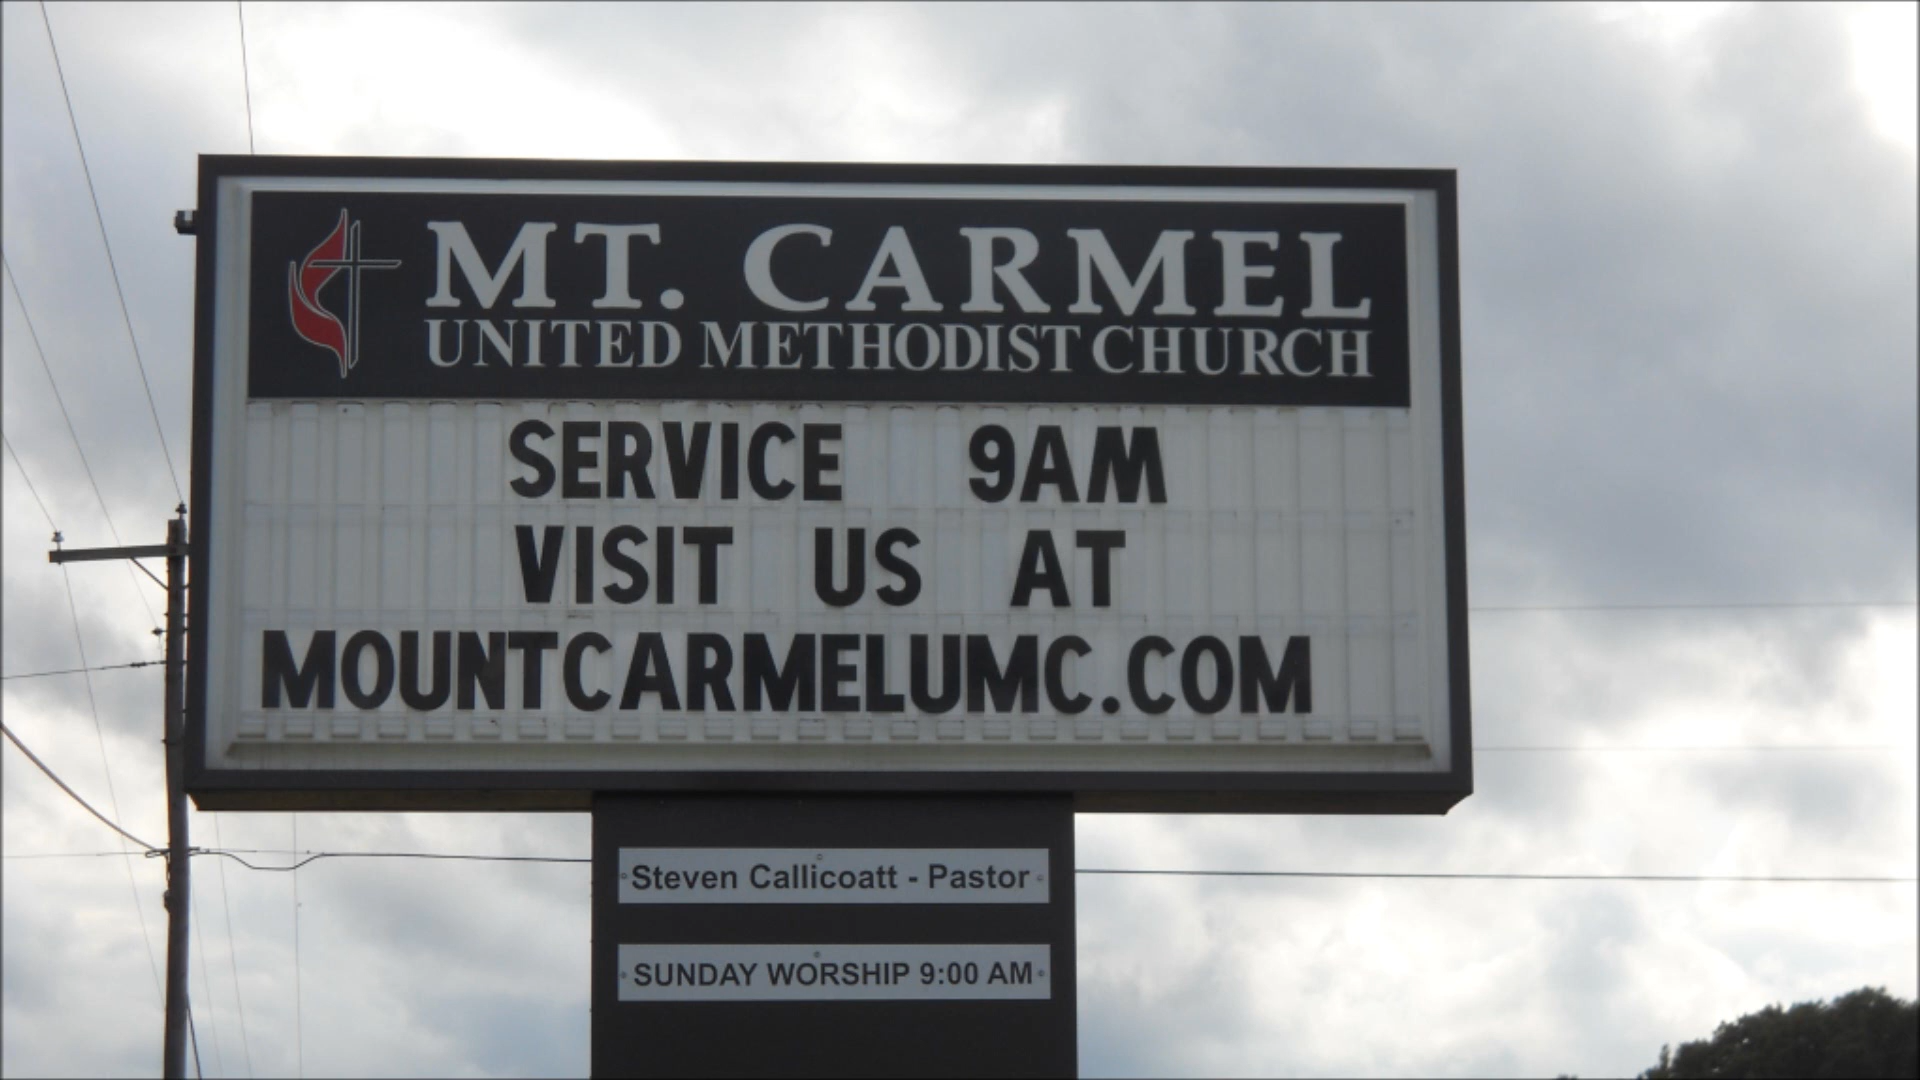 MT. CARMEL
UNITED METHODIST CHURCH
SERVICE 9AM
VISIT US AT
MOUNTCARMELUMC.COM
Steven Callicoatt - Pastor
SUNDAY WORSHIP 9:00 AM